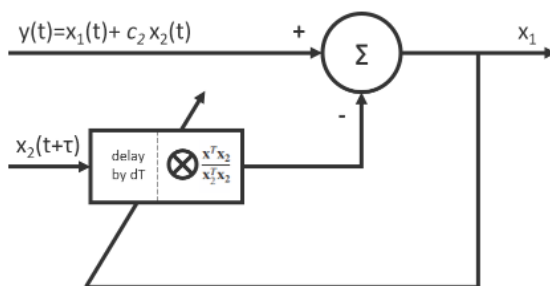 y(t)=x₁(t)+ c₂ x₂(t)
+
Σ
x₁
-
x₂(t+τ)
delay
by dT
⊗
xᵀx₂
x₂ᵀx₂